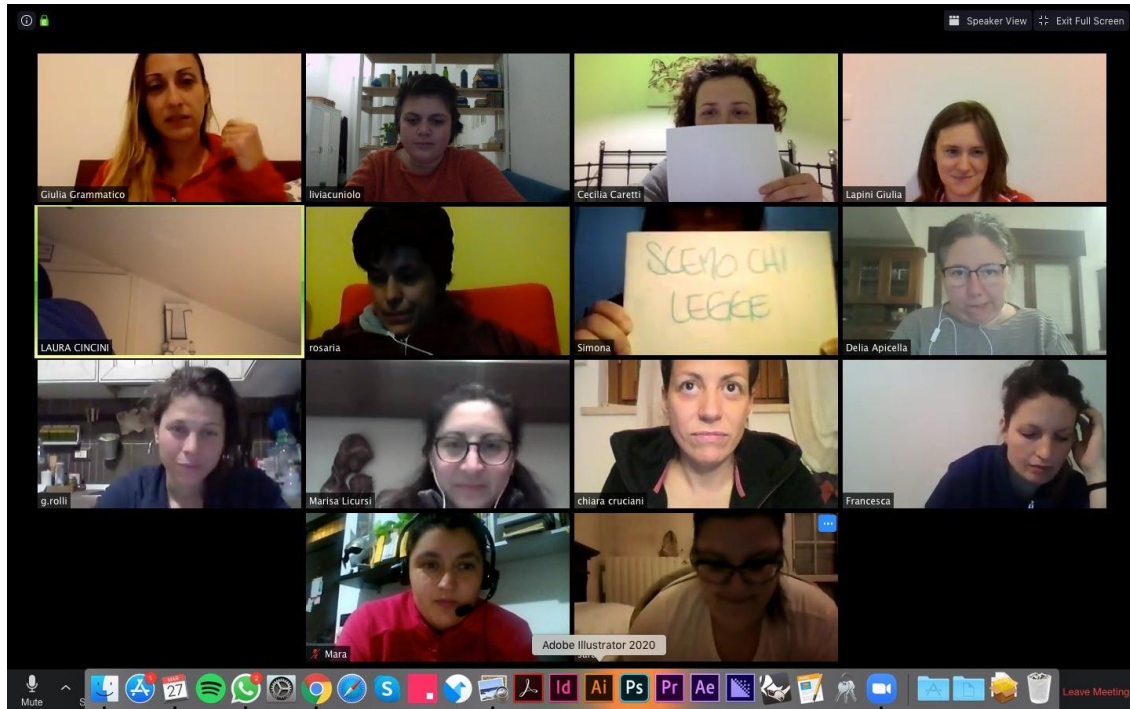 Speaker View
Exit Full Screen
Giulia Grammatico
liviacuniolo
Cecilia Caretti
Lapini Giulia
LAURA CINCINI
rosaria
SCEMO CHI
LEGGE
Simona
Delia Apicella
g.rolli
Marisa Licursi
chiara cruciani
Francesca
Mara
Adobe Illustrator 2020
Mute
MAR
27
Id
Ai
Ps
Pr
Ae
Leave Meeting